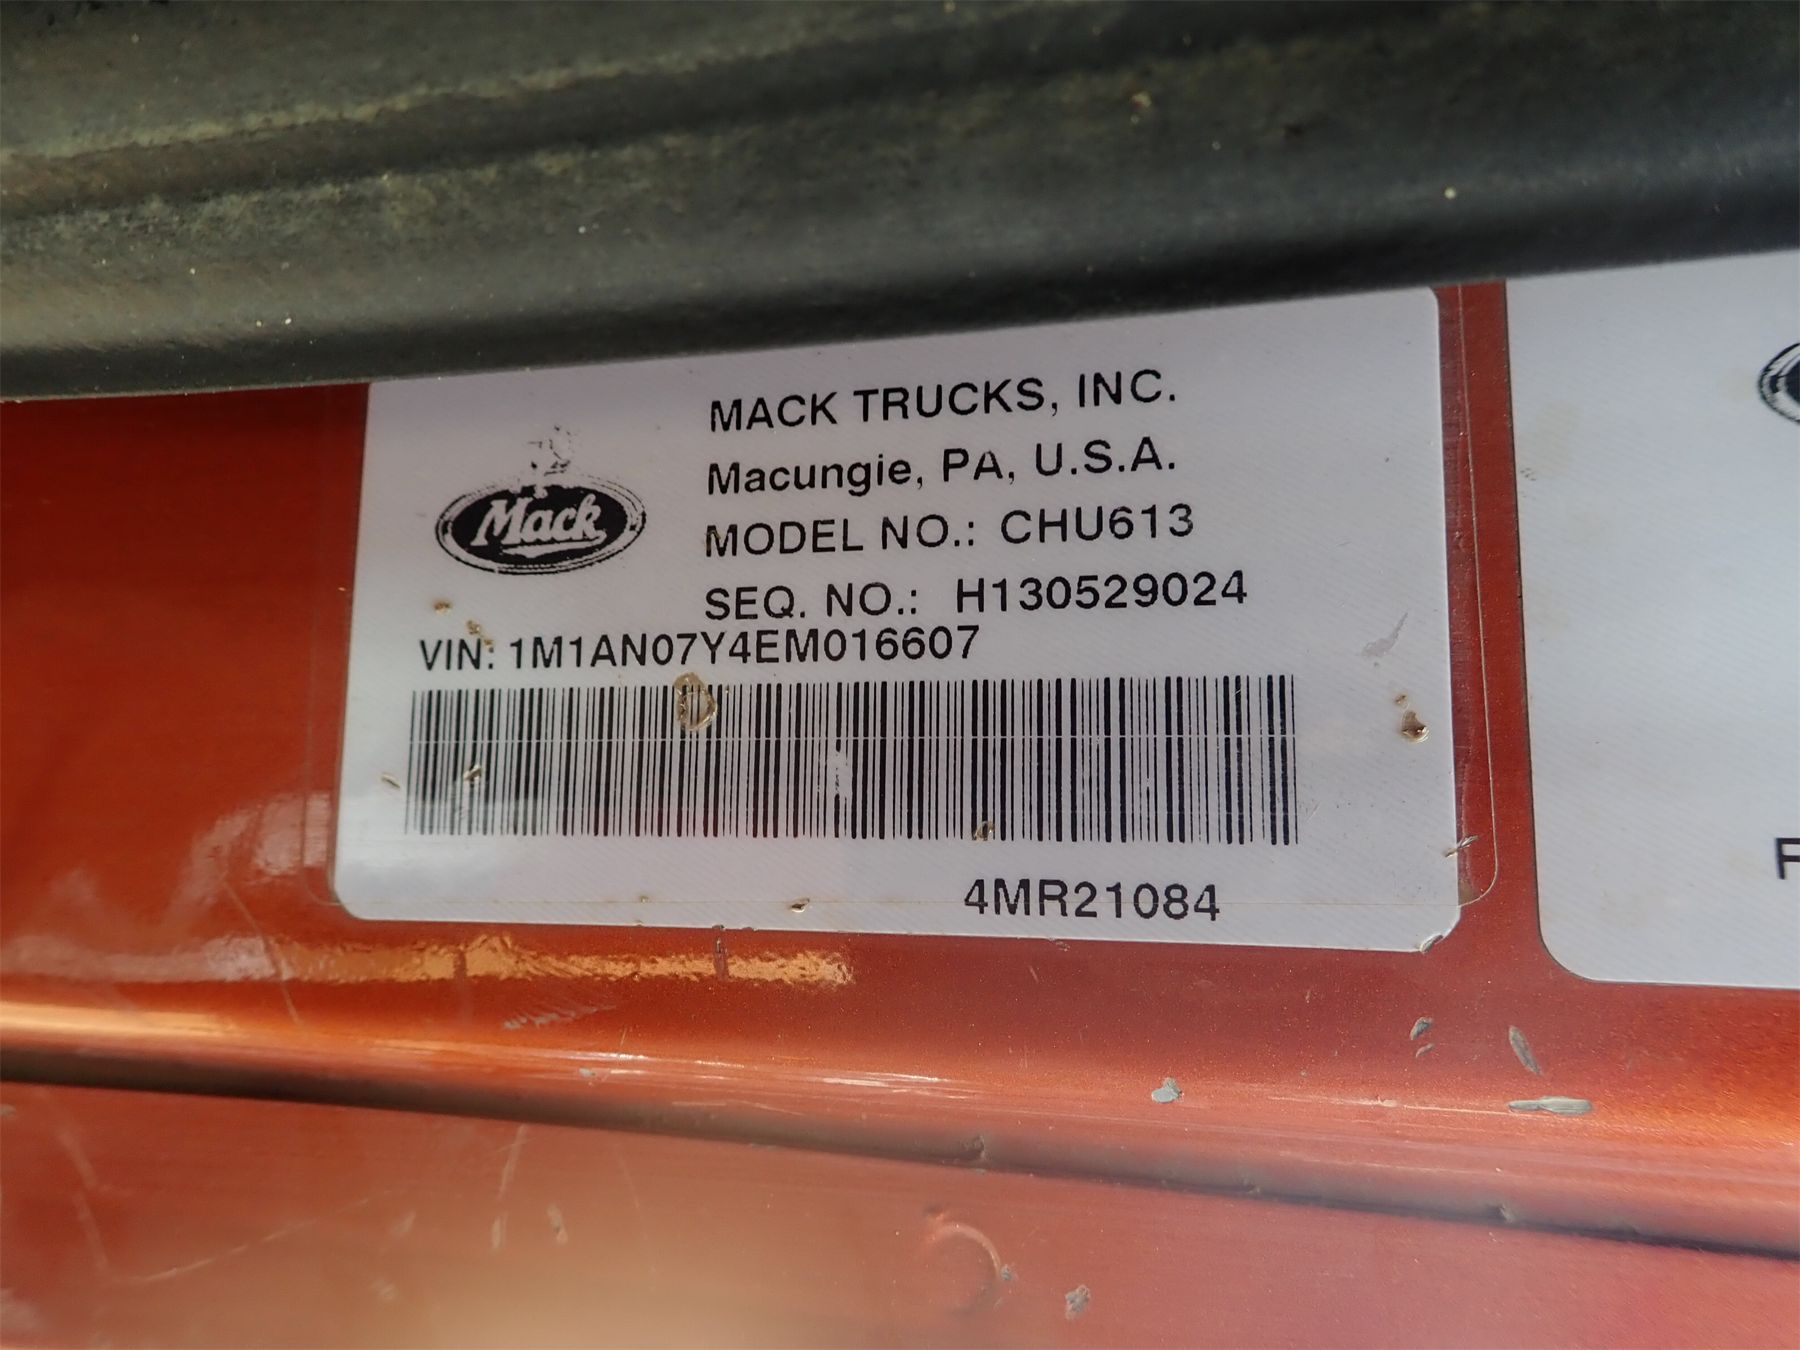 MACK TRUCKS, INC.
Macungie, PA, U.S.A.
Mack
MODEL NO.: CHU613
SEQ. NO.: H130529024
VIN: 1M1AN07Y4EM016607
4MR21084